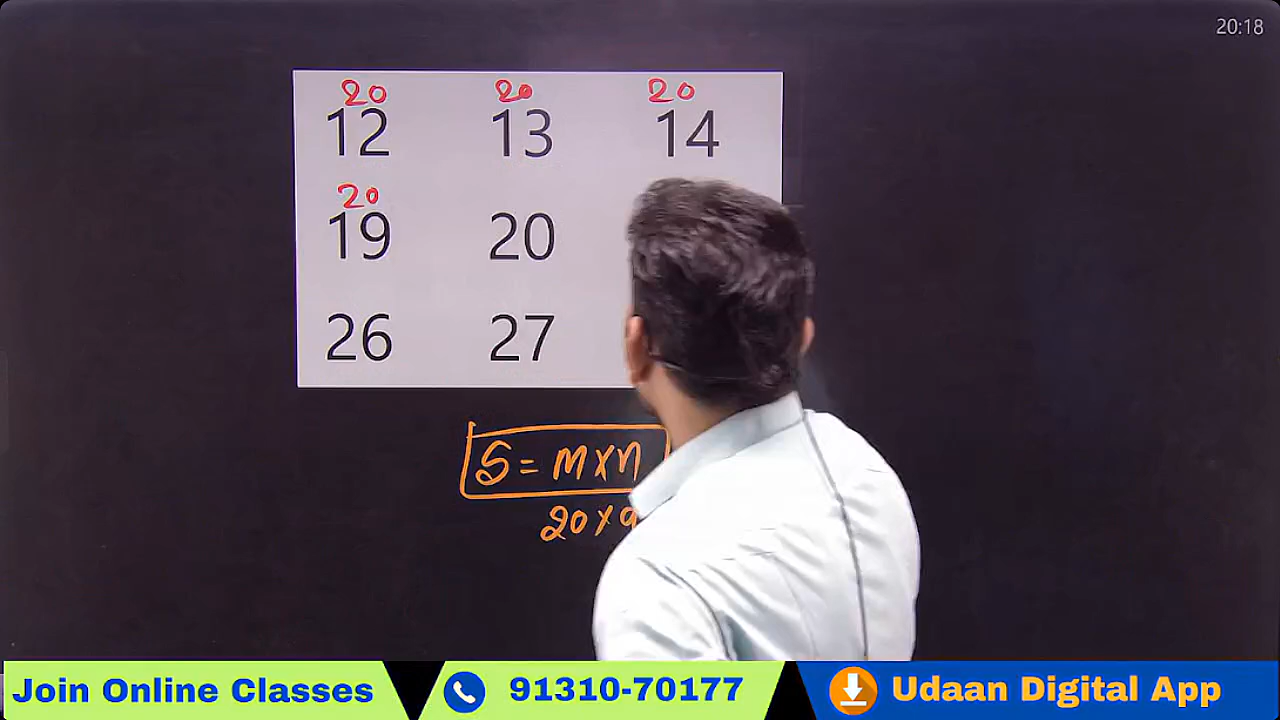 20:18
20 20 20
12 13 14
20
19 20
26 27
S = m×n
20×9
Join Online Classes
91310-70177
Udaan Digital App